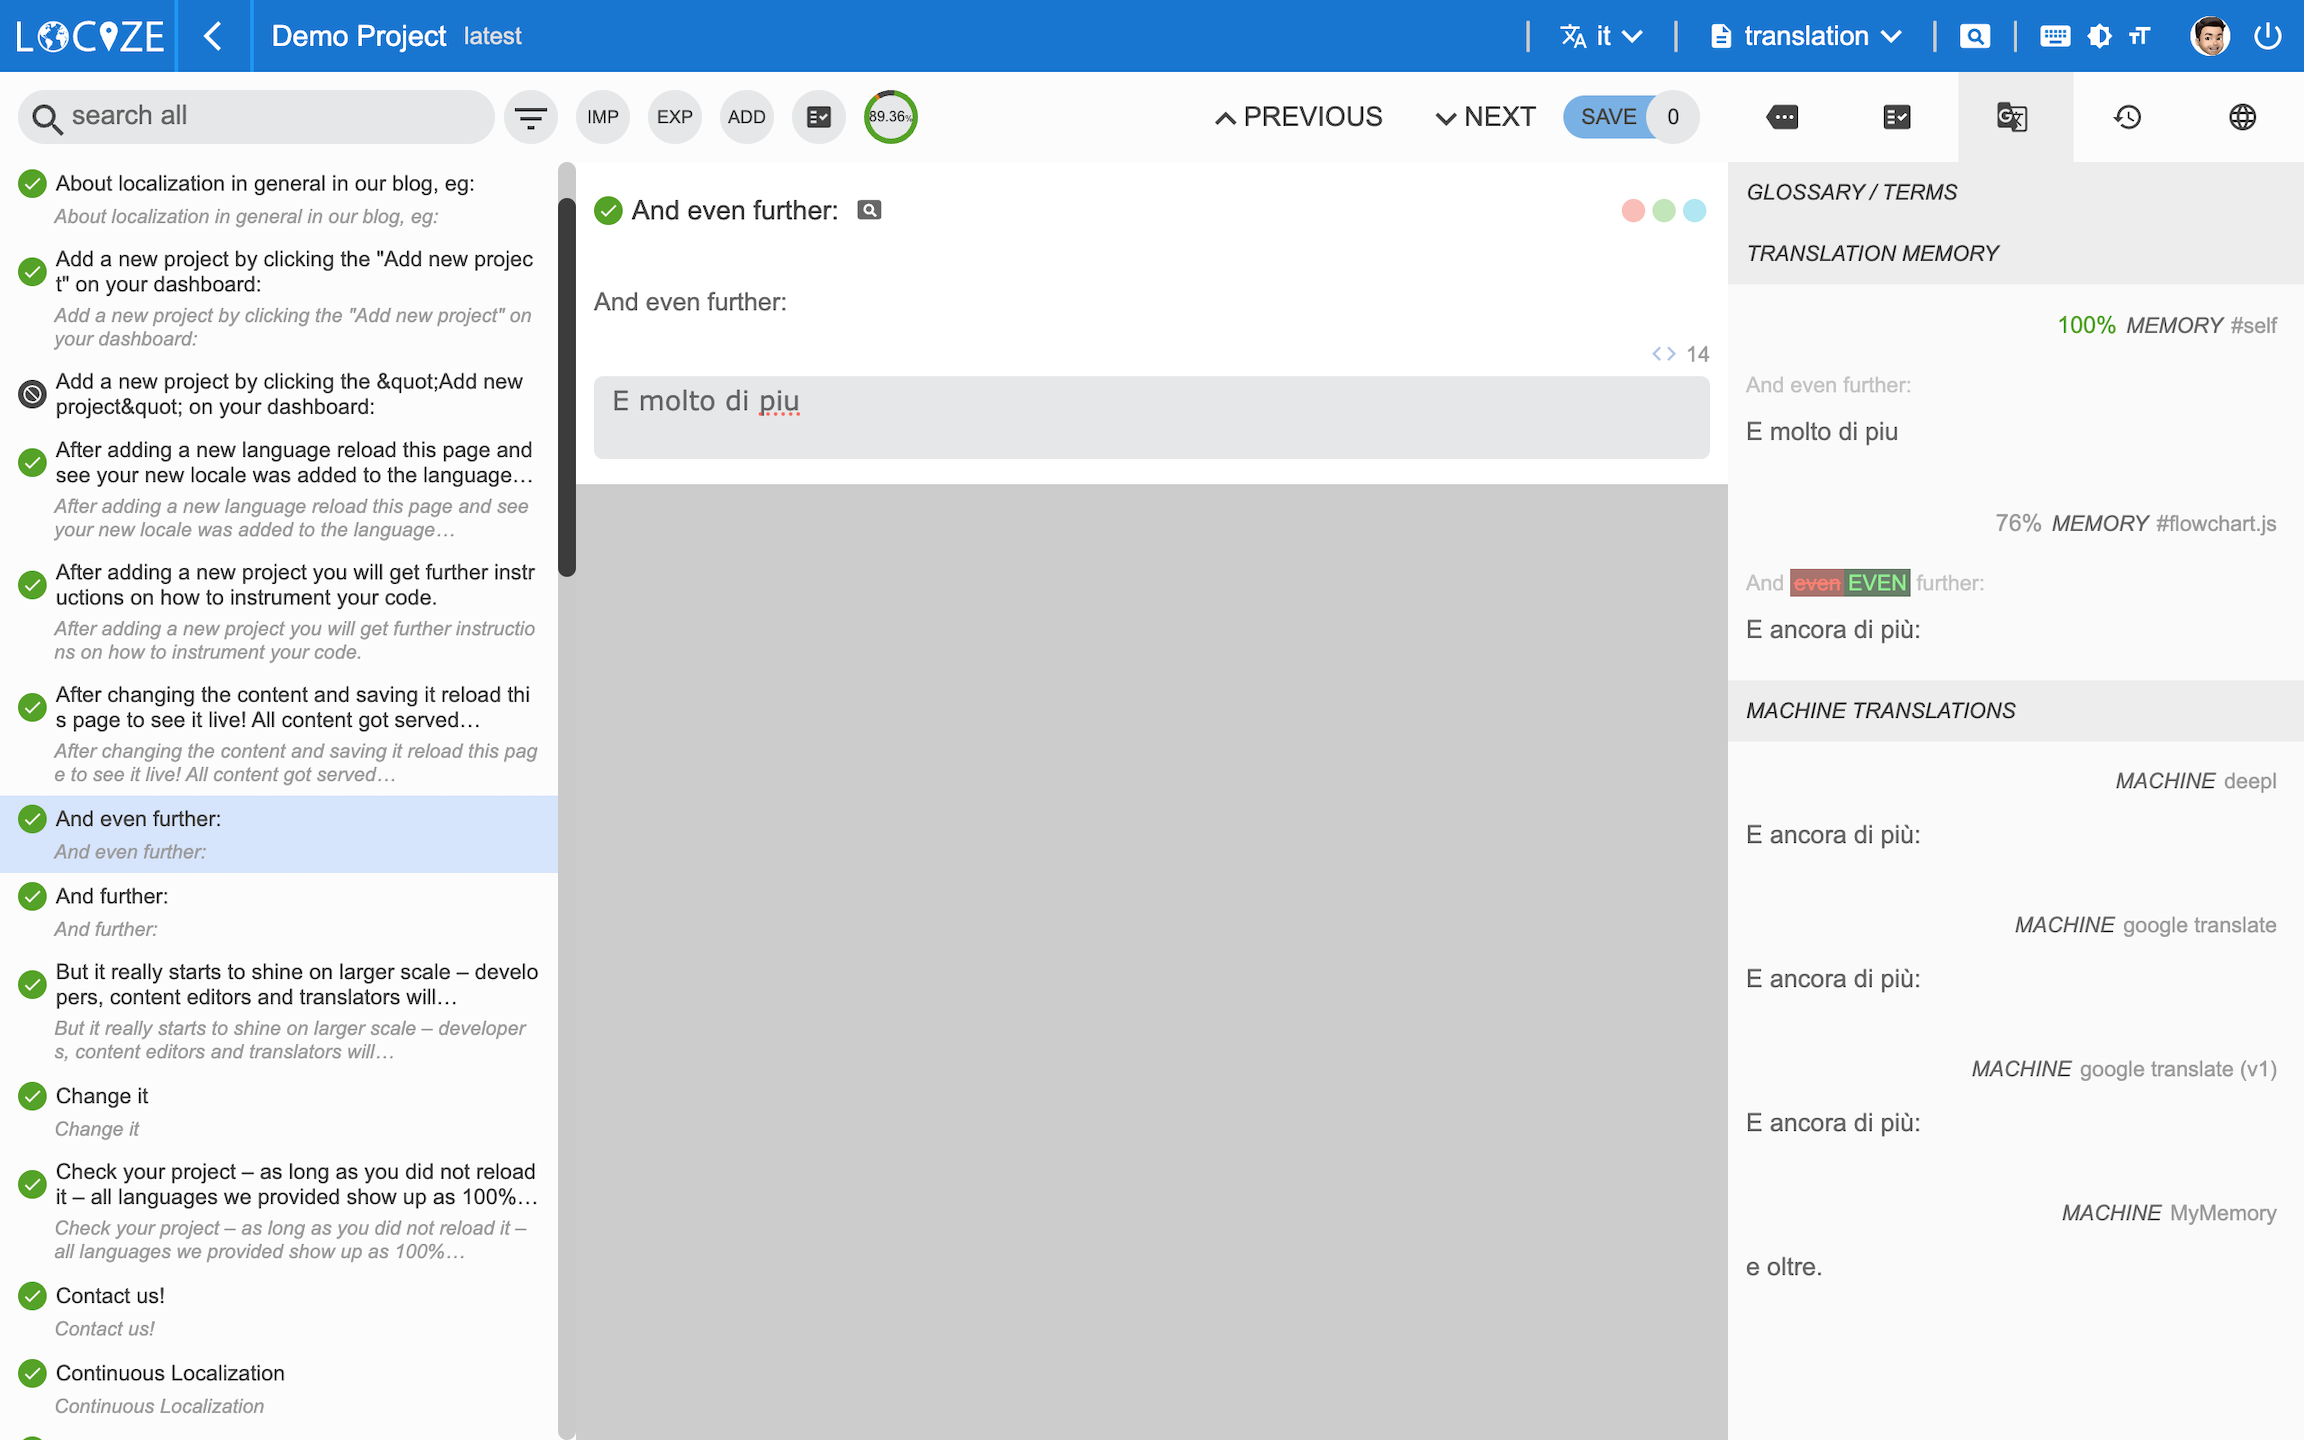 LOCIZE
Demo Project latest
it
translation
search all
IMP
EXP
ADD
89.36%
PREVIOUS
NEXT
SAVE 0
About localization in general in our blog, eg:
About localization in general in our blog, eg:
Add a new project by clicking the "Add new projec
t" on your dashboard:
Add a new project by clicking the "Add new project" on
your dashboard:
Add a new project by clicking the &quot;Add new
project&quot; on your dashboard:
After adding a new language reload this page and
see your new locale was added to the language…
After adding a new language reload this page and see
your new locale was added to the language…
After adding a new project you will get further instr
uctions on how to instrument your code.
After adding a new project you will get further instructio
ns on how to instrument your code.
After changing the content and saving it reload thi
s page to see it live! All content got served…
After changing the content and saving it reload this pag
e to see it live! All content got served…
And even further:
And even further:
And further:
And further:
But it really starts to shine on larger scale – develo
pers, content editors and translators will…
But it really starts to shine on larger scale – developer
s, content editors and translators will…
Change it
Change it
Check your project – as long as you did not reload
it – all languages we provided show up as 100%…
Check your project – as long as you did not reload it –
all languages we provided show up as 100%…
Contact us!
Contact us!
Continuous Localization
Continuous Localization
And even further:
And even further:
<> 14
E molto di piu
GLOSSARY / TERMS
TRANSLATION MEMORY
100% MEMORY #self
And even further:
E molto di piu
76% MEMORY #flowchart.js
And even EVEN further:
E ancora di più:
MACHINE TRANSLATIONS
MACHINE deepl
E ancora di più:
MACHINE google translate
E ancora di più:
MACHINE google translate (v1)
E ancora di più:
MACHINE MyMemory
e oltre.